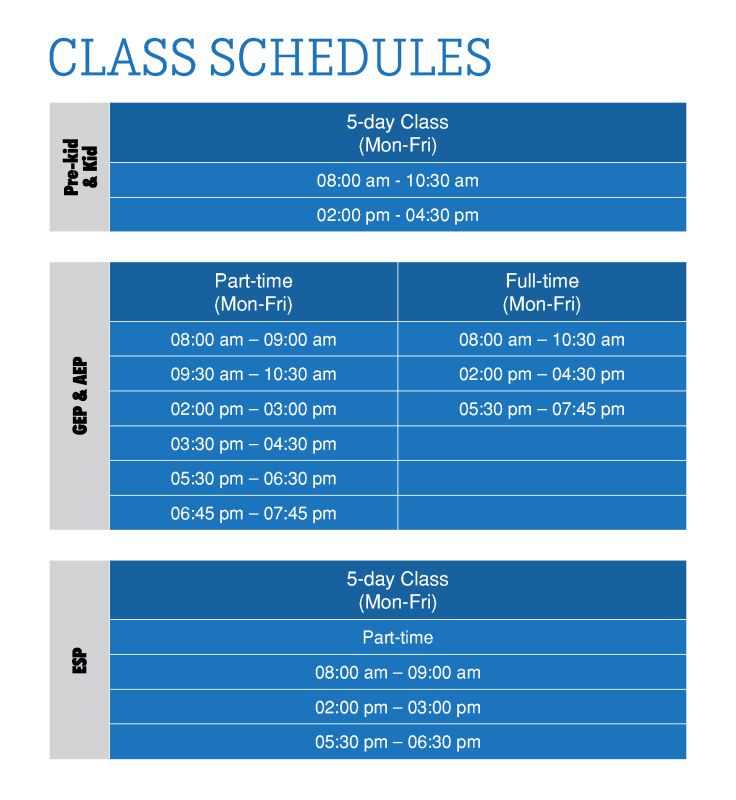 CLASS SCHEDULES
Pre-kid
& Kid
5-day Class
(Mon-Fri)
08:00 am - 10:30 am
02:00 pm - 04:30 pm
GEP & AEP
Part-time
(Mon-Fri)
Full-time
(Mon-Fri)
08:00 am – 09:00 am
08:00 am – 10:30 am
09:30 am – 10:30 am
02:00 pm – 04:30 pm
02:00 pm – 03:00 pm
05:30 pm – 07:45 pm
03:30 pm – 04:30 pm
05:30 pm – 06:30 pm
06:45 pm – 07:45 pm
ESP
5-day Class
(Mon-Fri)
Part-time
08:00 am – 09:00 am
02:00 pm – 03:00 pm
05:30 pm – 06:30 pm